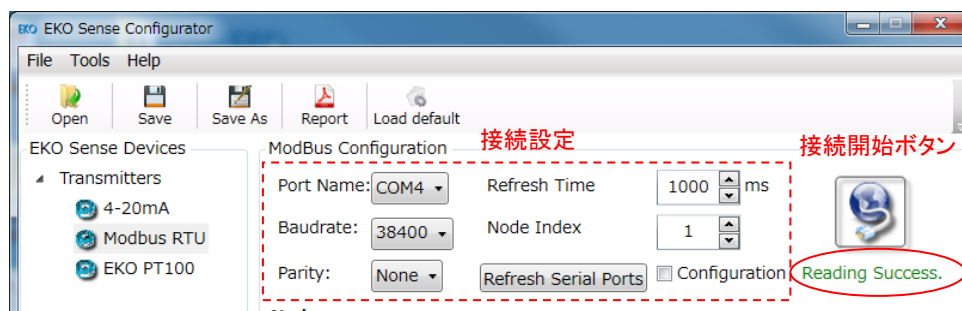 EKO EKO Sense Configurator
File Tools Help
Open Save Save As Report Load default
EKO Sense Devices
Transmitters
4-20mA
Modbus RTU
EKO PT100
ModBus Configuration
接続設定
接続開始ボタン
Port Name: COM4 Refresh Time 1000 ms
Baudrate: 38400 Node Index 1
Parity: None Refresh Serial Ports Configuration
Reading Success.